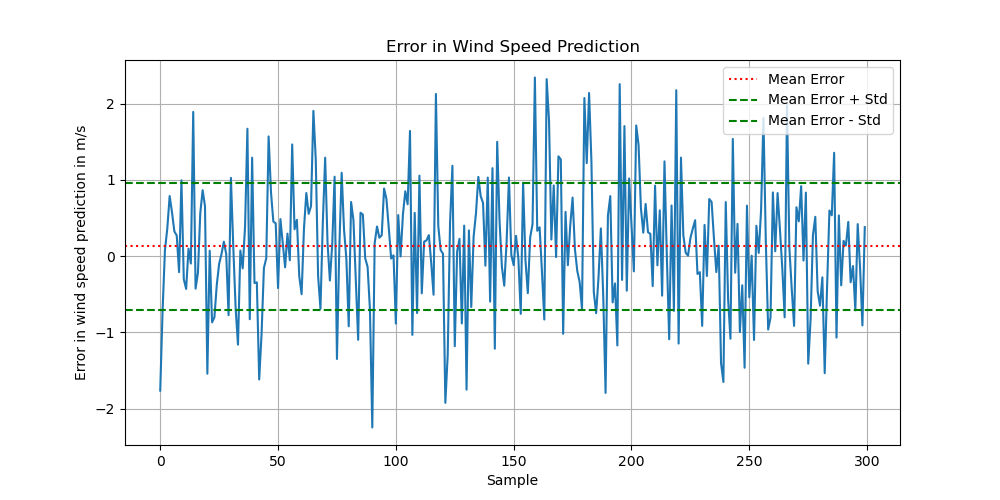 Error in Wind Speed Prediction
Mean Error
Mean Error + Std
Mean Error - Std
Error in wind speed prediction in m/s
2
1
0
−1
−2
0 50 100 150 200 250 300
Sample